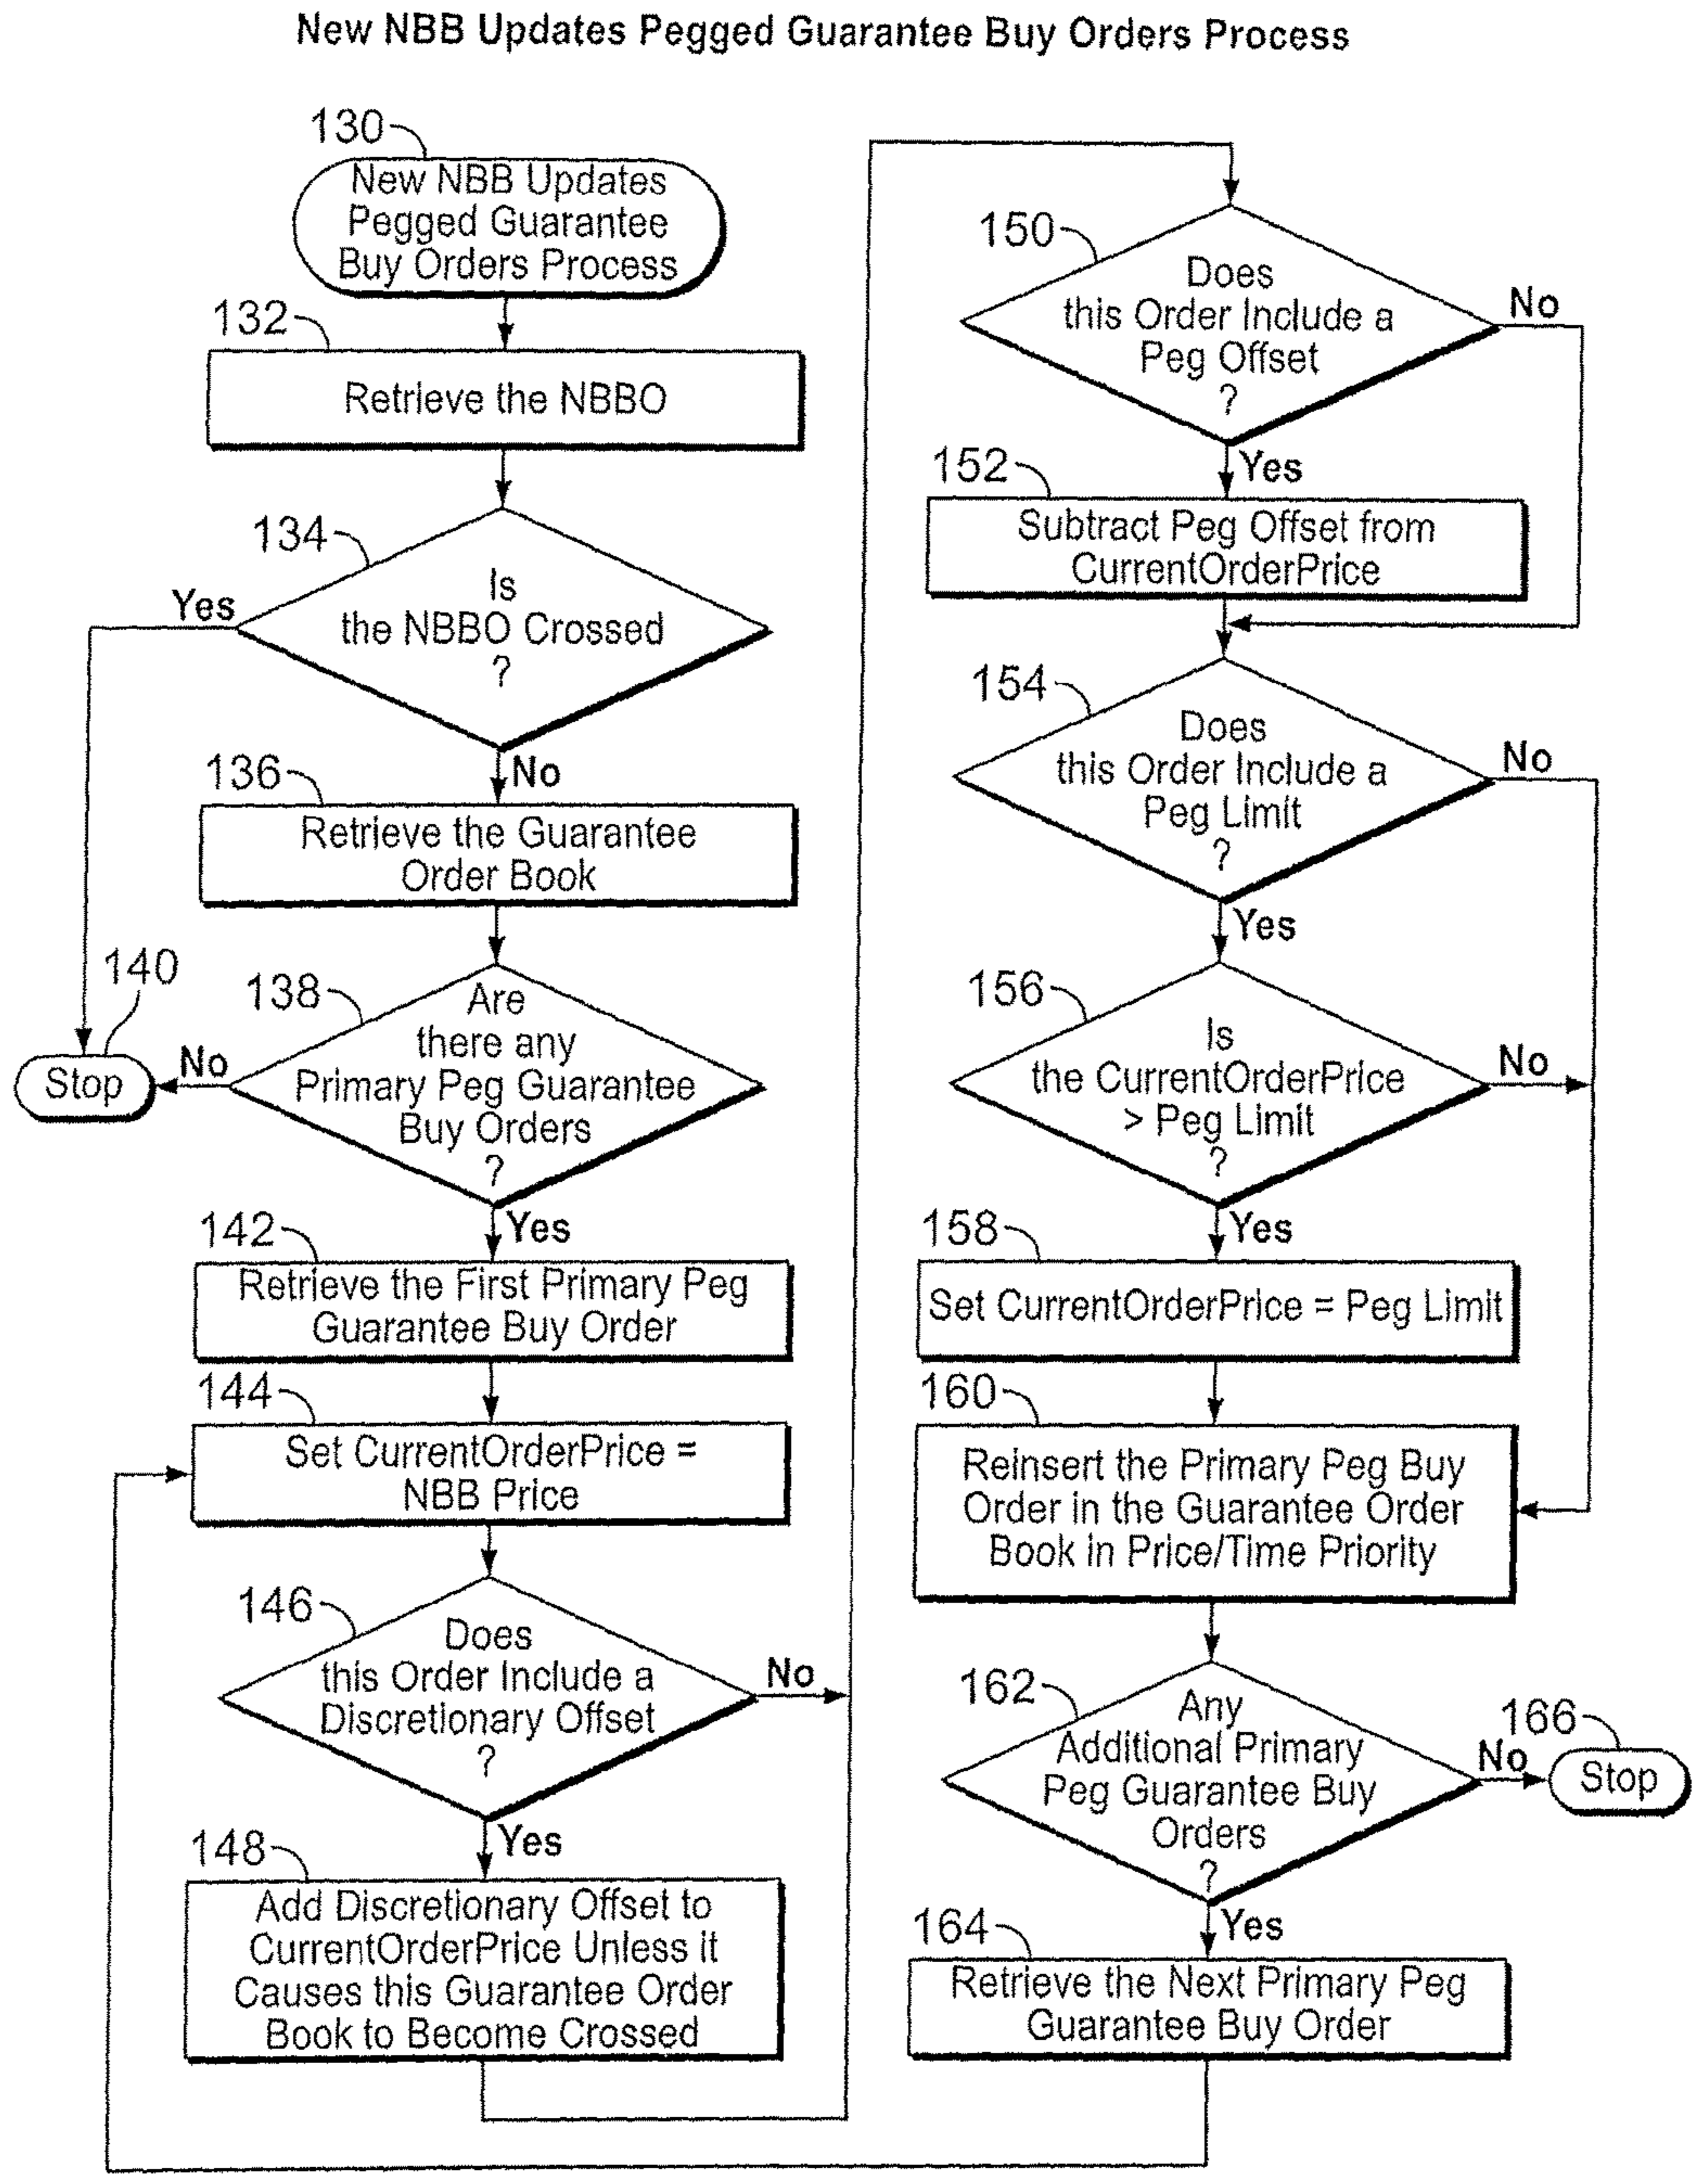 New NBB Updates Pegged Guarantee Buy Orders Process
130
New NBB Updates
Pegged Guarantee
Buy Orders Process
132
Retrieve the NBBO
134
Is
the NBBO Crossed
?
Yes
No
136
Retrieve the Guarantee
Order Book
138
Are
there any
Primary Peg Guarantee
Buy Orders
?
No
140
Stop
Yes
142
Retrieve the First Primary Peg
Guarantee Buy Order
144
Set CurrentOrderPrice =
NBB Price
146
Does
this Order Include a
Discretionary Offset
?
No
Yes
148
Add Discretionary Offset to
CurrentOrderPrice Unless it
Causes this Guarantee Order
Book to Become Crossed
150
Does
this Order Include a
Peg Offset
?
No
Yes
152
Subtract Peg Offset from
CurrentOrderPrice
154
Does
this Order Include a
Peg Limit
?
No
Yes
156
Is
the CurrentOrderPrice
> Peg Limit
?
No
Yes
158
Set CurrentOrderPrice = Peg Limit
160
Reinsert the Primary Peg Buy
Order in the Guarantee Order
Book in Price/Time Priority
162
Any
Additional Primary
Peg Guarantee Buy
Orders
?
No
166
Stop
Yes
164
Retrieve the Next Primary Peg
Guarantee Buy Order